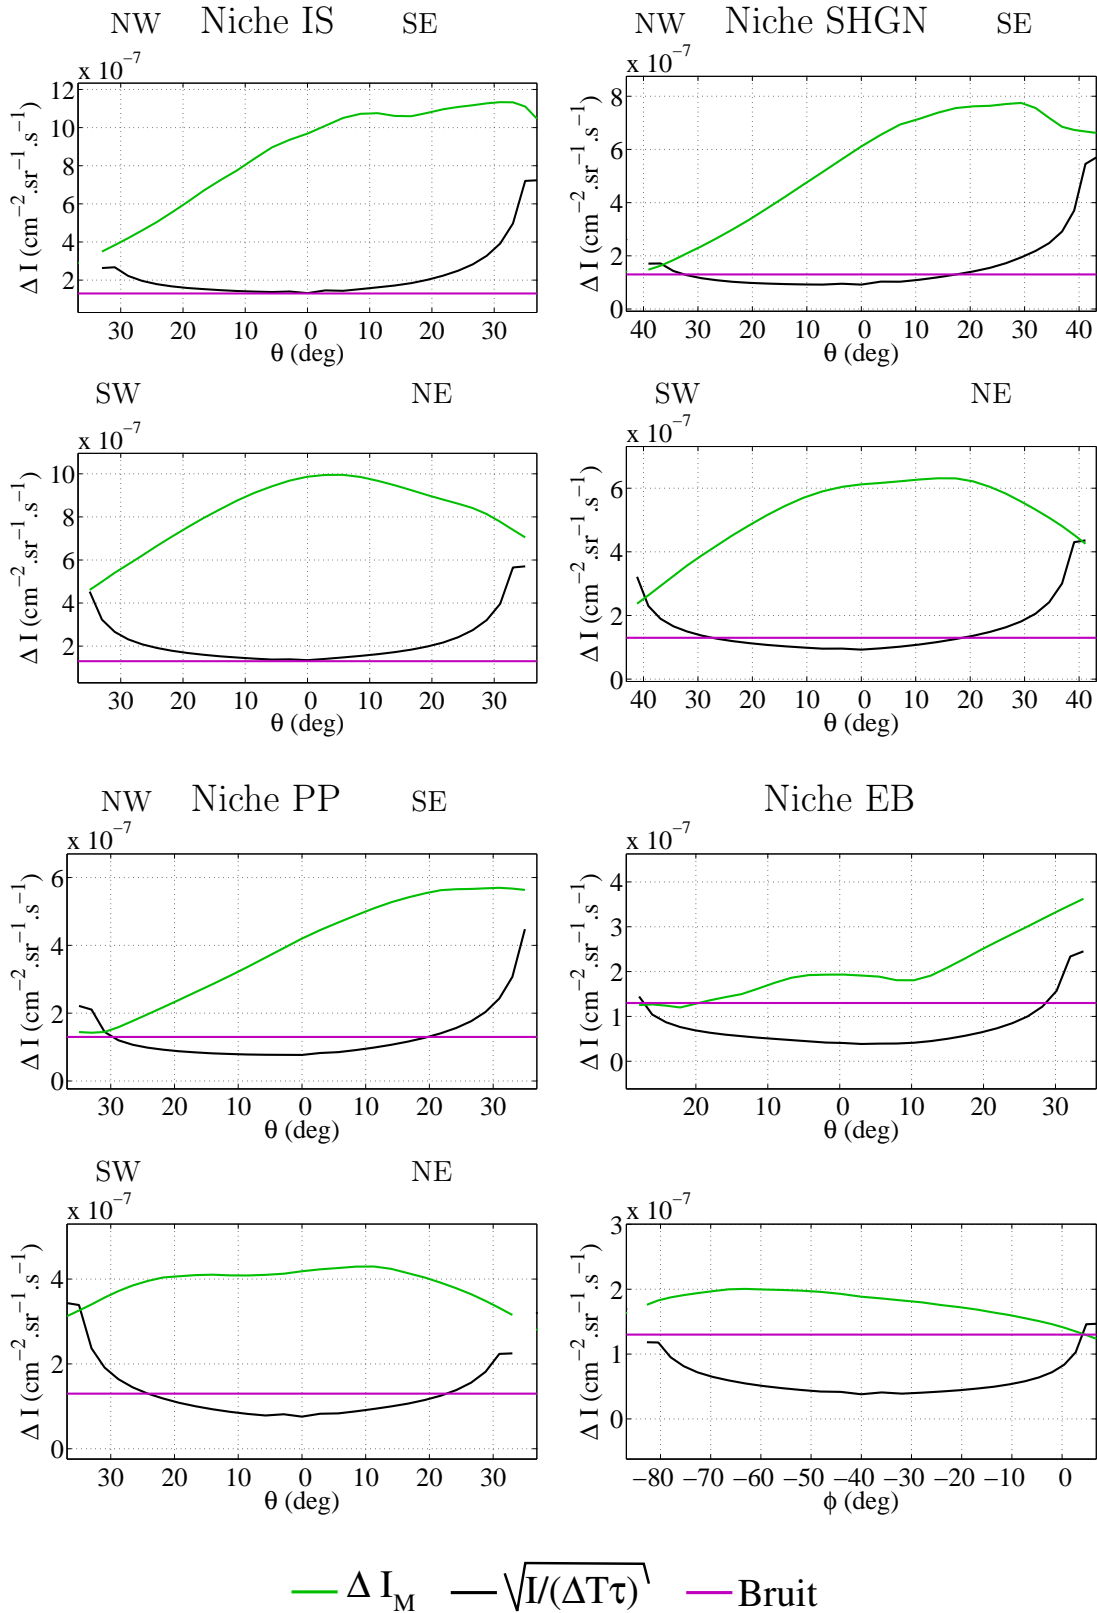 NW Niche IS SE
x 10⁻⁷
Δ I (cm⁻².sr⁻¹.s⁻¹)
12
10
8
6
4
2
30 20 10 0 10 20 30
θ (deg)
NW Niche SHGN SE
x 10⁻⁷
Δ I (cm⁻².sr⁻¹.s⁻¹)
8
6
4
2
0
40 30 20 10 0 10 20 30 40
θ (deg)
SW NE
x 10⁻⁷
Δ I (cm⁻².sr⁻¹.s⁻¹)
10
8
6
4
2
30 20 10 0 10 20 30
θ (deg)
SW NE
x 10⁻⁷
Δ I (cm⁻².sr⁻¹.s⁻¹)
6
4
2
0
40 30 20 10 0 10 20 30 40
θ (deg)
NW Niche PP SE
x 10⁻⁷
Δ I (cm⁻².sr⁻¹.s⁻¹)
6
4
2
0
30 20 10 0 10 20 30
θ (deg)
Niche EB
x 10⁻⁷
Δ I (cm⁻².sr⁻¹.s⁻¹)
4
3
2
1
0
20 10 0 10 20 30
θ (deg)
SW NE
x 10⁻⁷
Δ I (cm⁻².sr⁻¹.s⁻¹)
4
2
0
30 20 10 0 10 20 30
θ (deg)
x 10⁻⁷
Δ I (cm⁻².sr⁻¹.s⁻¹)
3
2
1
0
−80 −70 −60 −50 −40 −30 −20 −10 0
φ (deg)
Δ I_M √I/(ΔTτ) Bruit